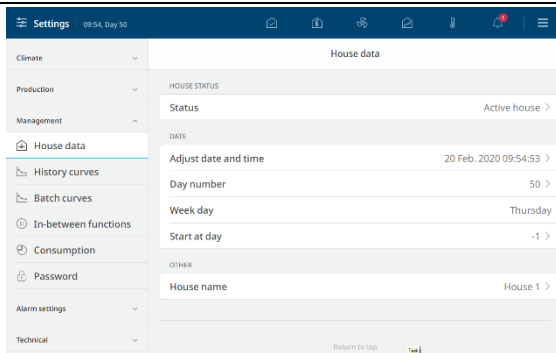 Settings 09:54, Day 50
House data
Climate
Production
Management
House data
History curves
Batch curves
In-between functions
Consumption
Password
Alarm settings
Technical
HOUSE STATUS
Status Active house
DATE
Adjust date and time 20 Feb. 2020 09:54:53
Day number 50
Week day Thursday
Start at day -1
OTHER
House name House 1
Return to top
Task